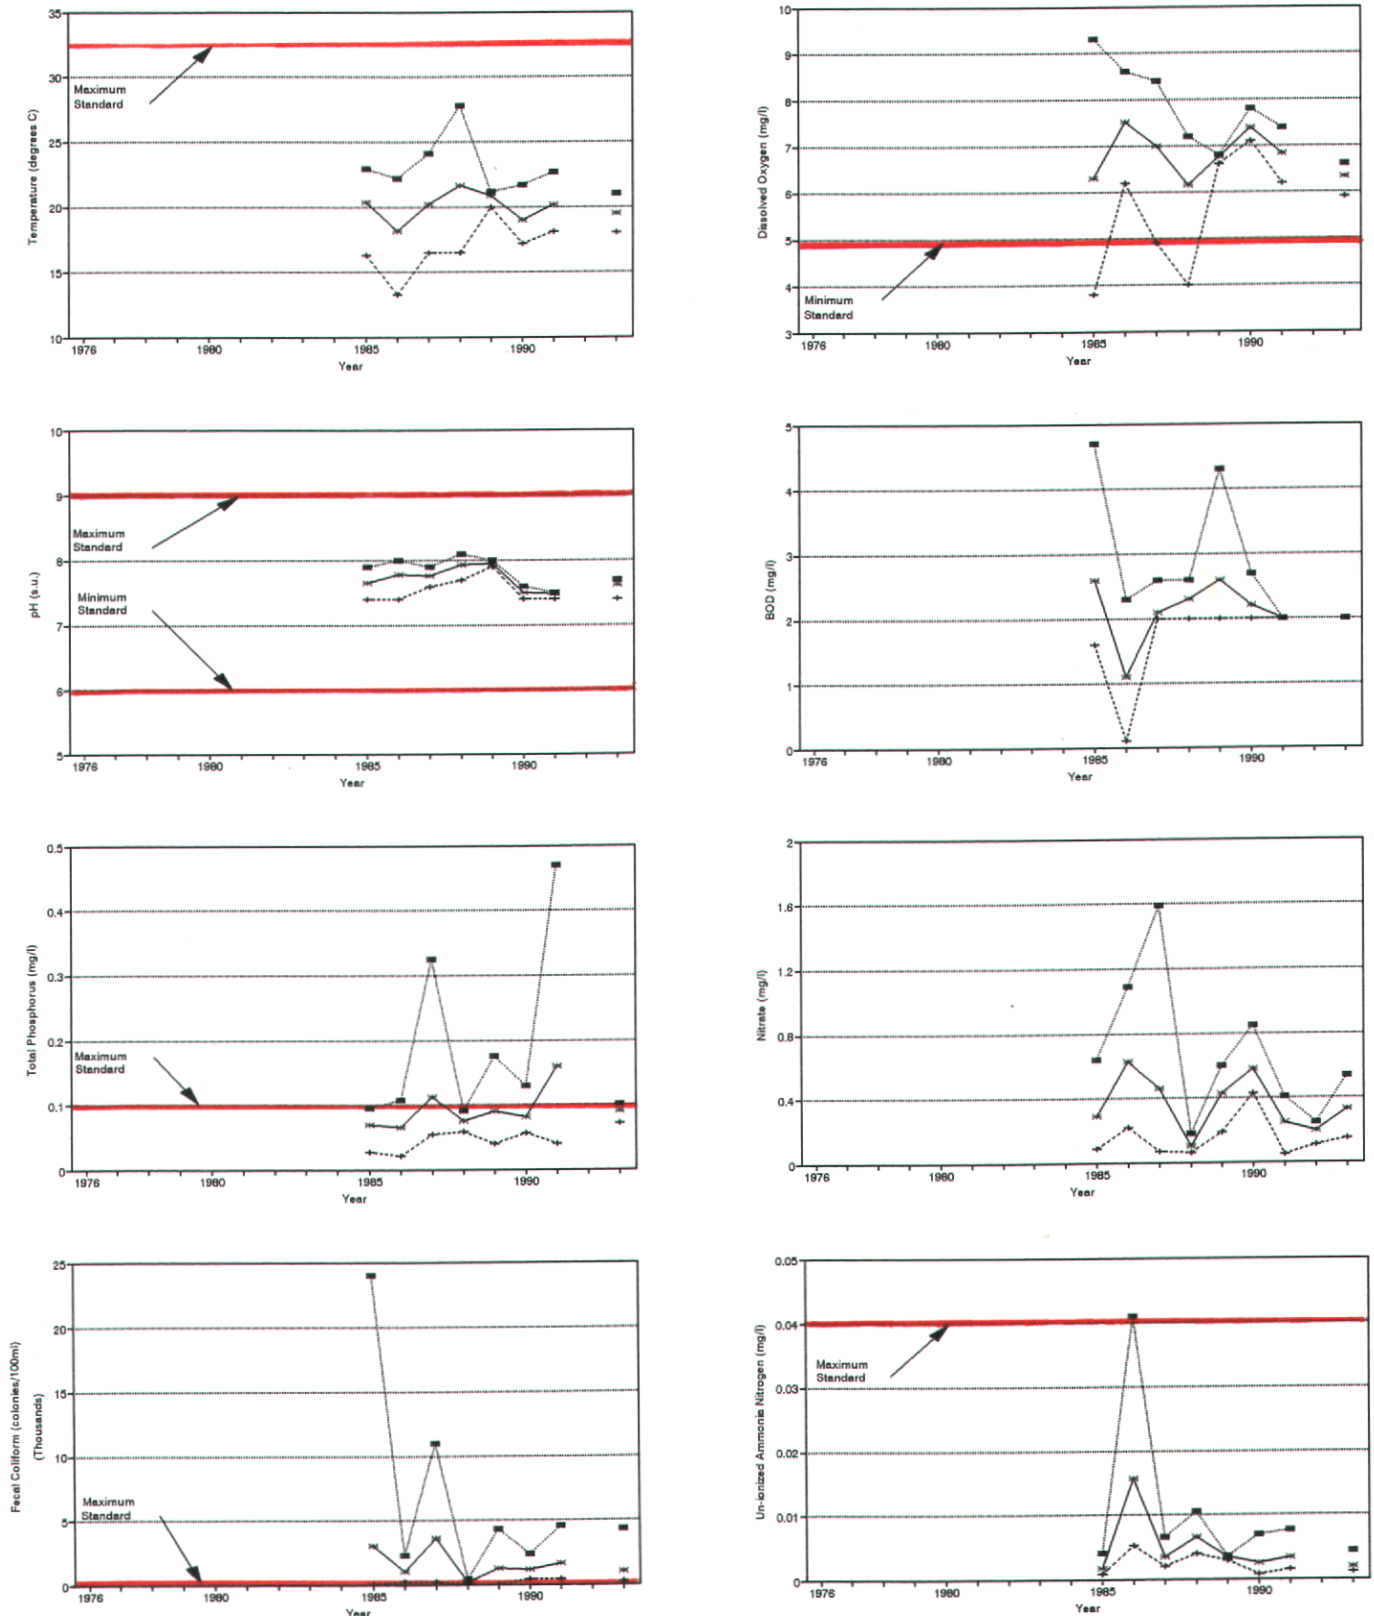 35
30
25
20
15
10
Temperature (degrees C)
Maximum
Standard
1976
1980
1985
1990
Year
10
9
8
7
6
5
4
3
Dissolved Oxygen (mg/l)
Minimum
Standard
1976
1980
1985
1990
Year
10
9
8
7
6
5
pH (s.u.)
Maximum
Standard
Minimum
Standard
1976
1980
1985
1990
Year
5
4
3
2
1
0
BOD (mg/l)
1976
1980
1985
1990
Year
0.5
0.4
0.3
0.2
0.1
0
Total Phosphorus (mg/l)
Maximum
Standard
1976
1980
1985
1990
Year
2
1.6
1.2
0.8
0.4
0
Nitrate (mg/l)
1976
1980
1985
1990
Year
25
20
15
10
5
0
Fecal Coliform (colonies/100ml)
(Thousands)
Maximum
Standard
1976
1980
1985
1990
Year
0.05
0.04
0.03
0.02
0.01
0
Un-ionized Ammonia Nitrogen (mg/l)
Maximum
Standard
1976
1980
1985
1990
Year